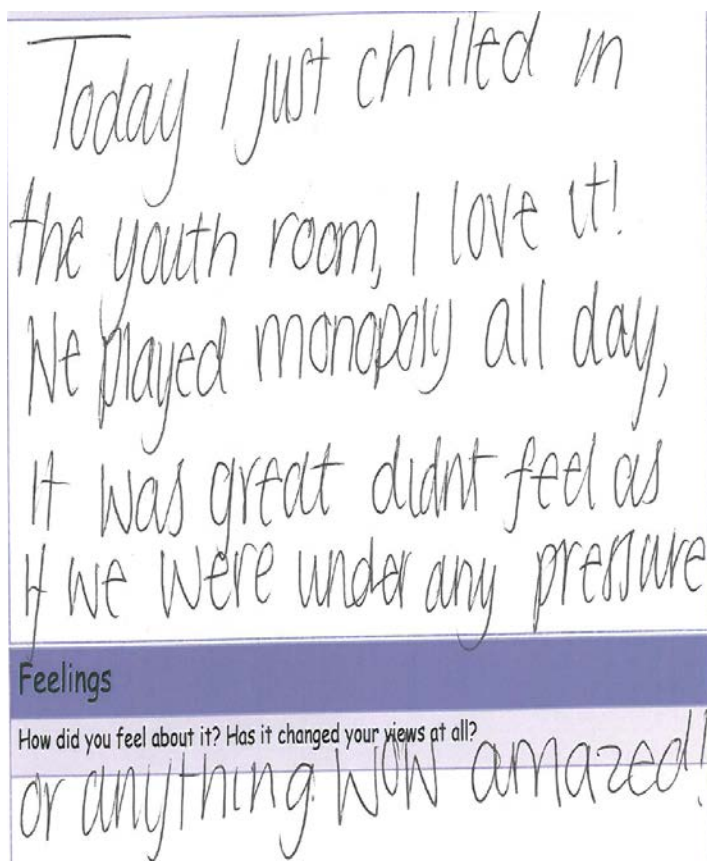 Today I just chilled in
the youth room, I love it!
We played monopoly all day,
it was great didnt feel as
if we were under any pressure
Feelings
How did you feel about it? Has it changed your views at all?
or anything. WOW amazed!